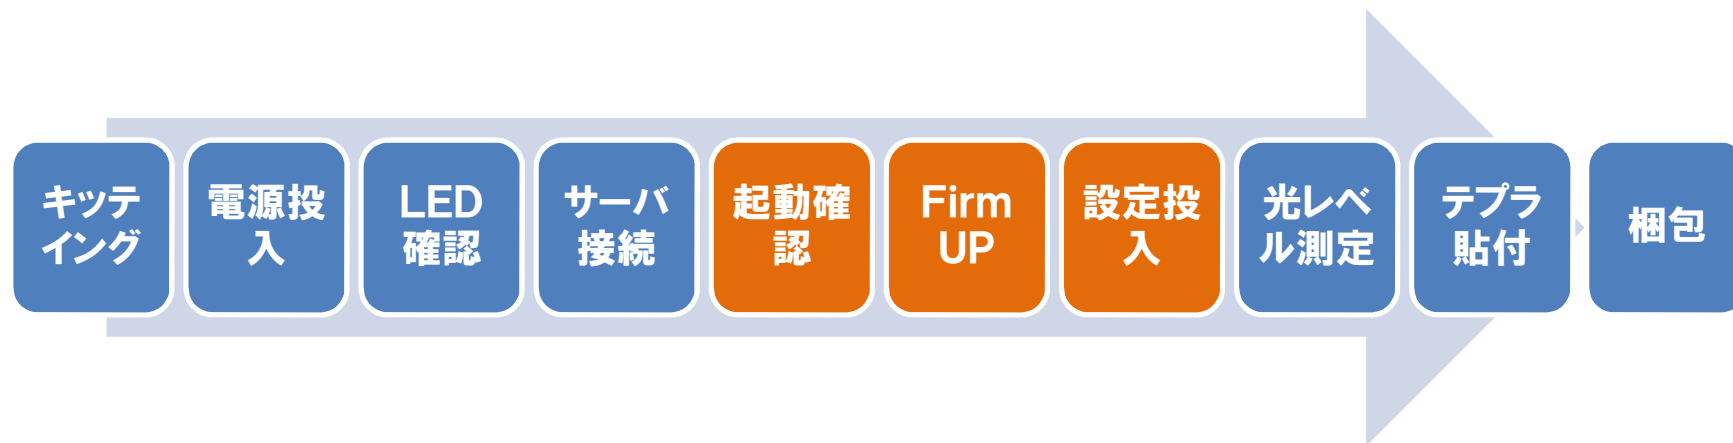 キッテ
イング
電源投
入
LED
確認
サーバ
接続
起動確
認
Firm
UP
設定投
入
光レベ
ル測定
テプラ
貼付
梱包